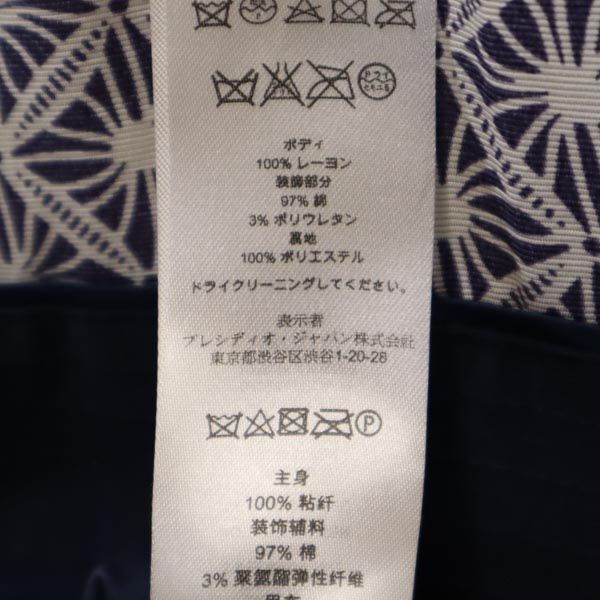 ボディ
100% レーヨン
装飾部分
97% 綿
3% ポリウレタン
裏地
100% ポリエステル
ドライクリーニングしてください。
表示者
プレシディオ・ジャパン株式会社
東京都渋谷区渋谷1-20-28
P
主身
100% 粘纤
装饰辅料
97% 棉
3% 聚氨酯弹性纤维